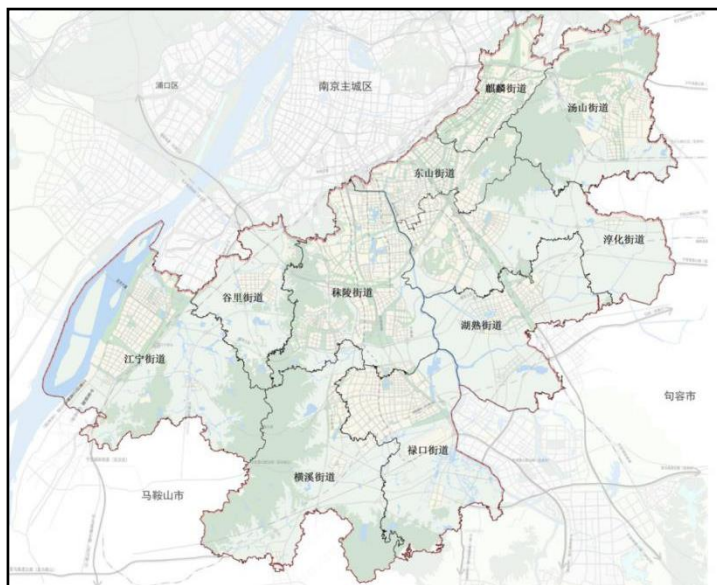 浦口区
南京主城区
麒麟街道
汤山街道
东山街道
淳化街道
谷里街道
秣陵街道
湖熟街道
江宁街道
句容市
禄口街道
横溪街道
马鞍山市